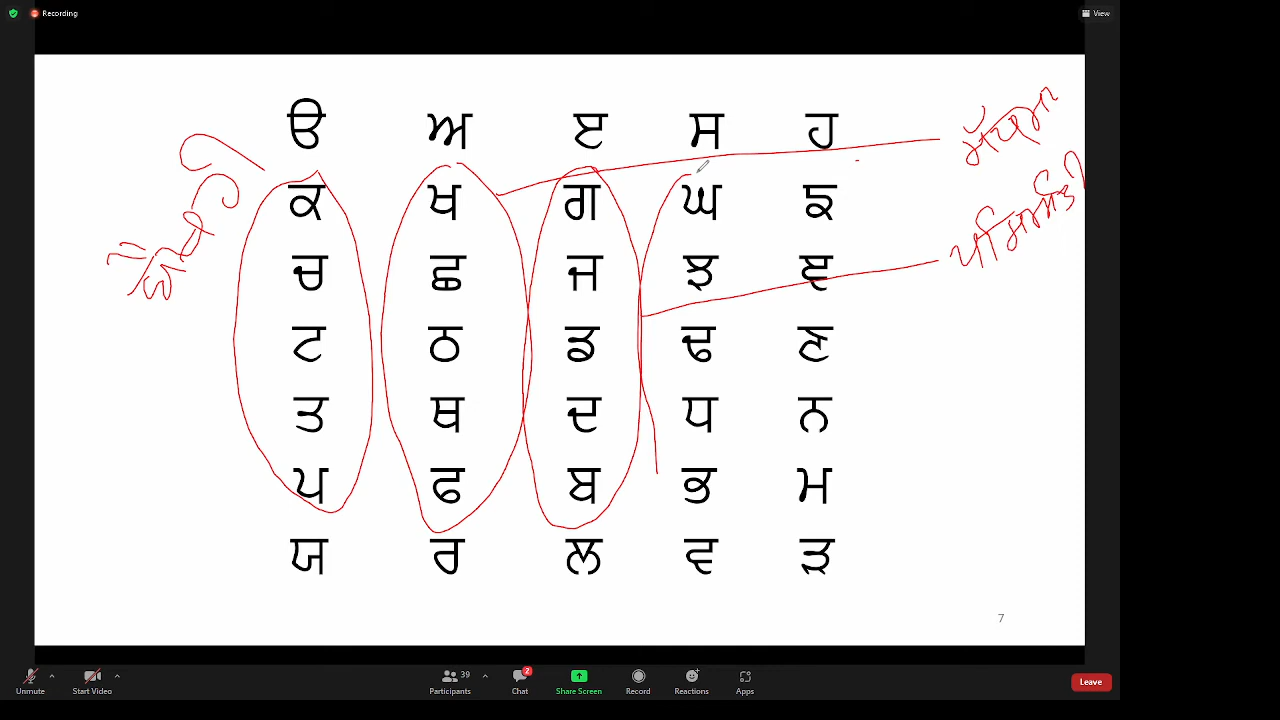 Recording
View
ੳ ਅ ੲ ਸ ਹ
ਕ ਖ ਗ ਘ ਙ
ਚ ਛ ਜ ਝ ਞ
ਟ ਠ ਡ ਢ ਣ
ਤ ਥ ਦ ਧ ਨ
ਪ ਫ ਬ ਭ ਮ
ਯ ਰ ਲ ਵ ੜ
7
Unmute Start Video Participants 39 Chat 2 Share Screen Record Reactions Apps Leave